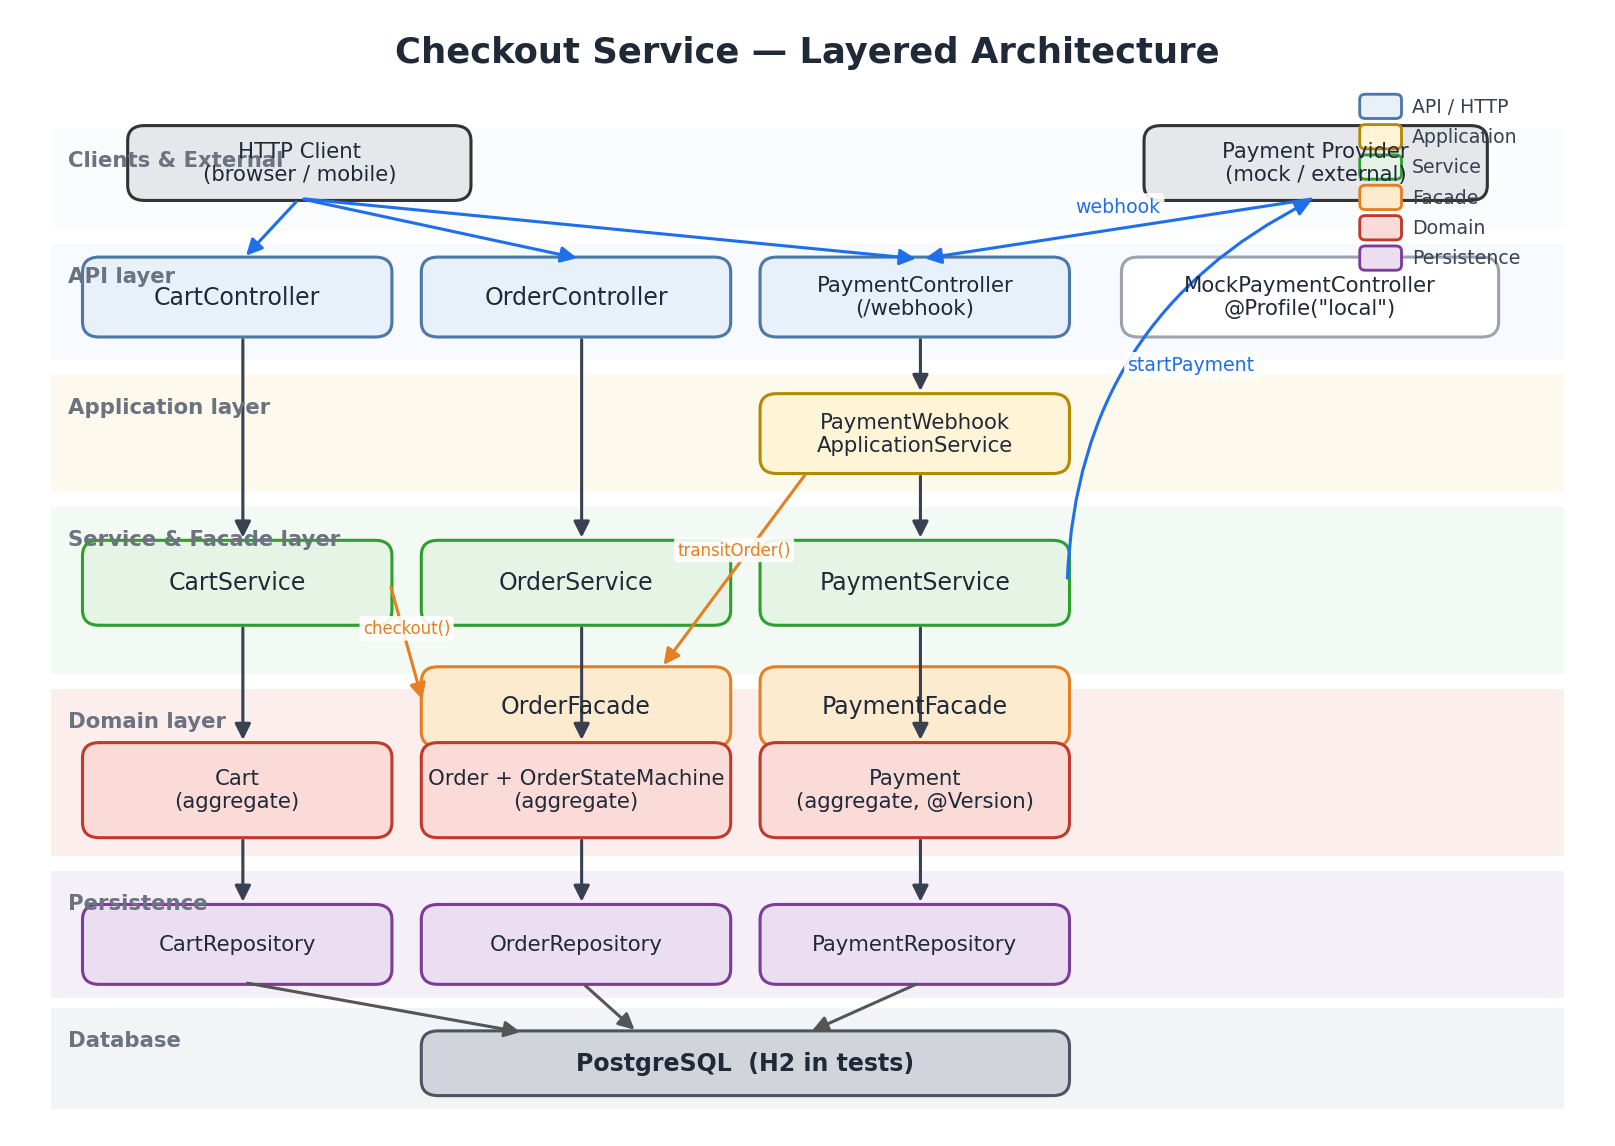 Checkout Service — Layered Architecture
API / HTTP
Application
Service
Facade
Domain
Persistence
Clients & External
HTTP Client
(browser / mobile)
Payment Provider
(mock / external)
webhook
API layer
CartController
OrderController
PaymentController
(/webhook)
MockPaymentController
@Profile("local")
startPayment
Application layer
PaymentWebhook
ApplicationService
Service & Facade layer
transitOrder()
CartService
OrderService
PaymentService
checkout()
OrderFacade
PaymentFacade
Domain layer
Cart
(aggregate)
Order + OrderStateMachine
(aggregate)
Payment
(aggregate, @Version)
Persistence
CartRepository
OrderRepository
PaymentRepository
Database
PostgreSQL  (H2 in tests)